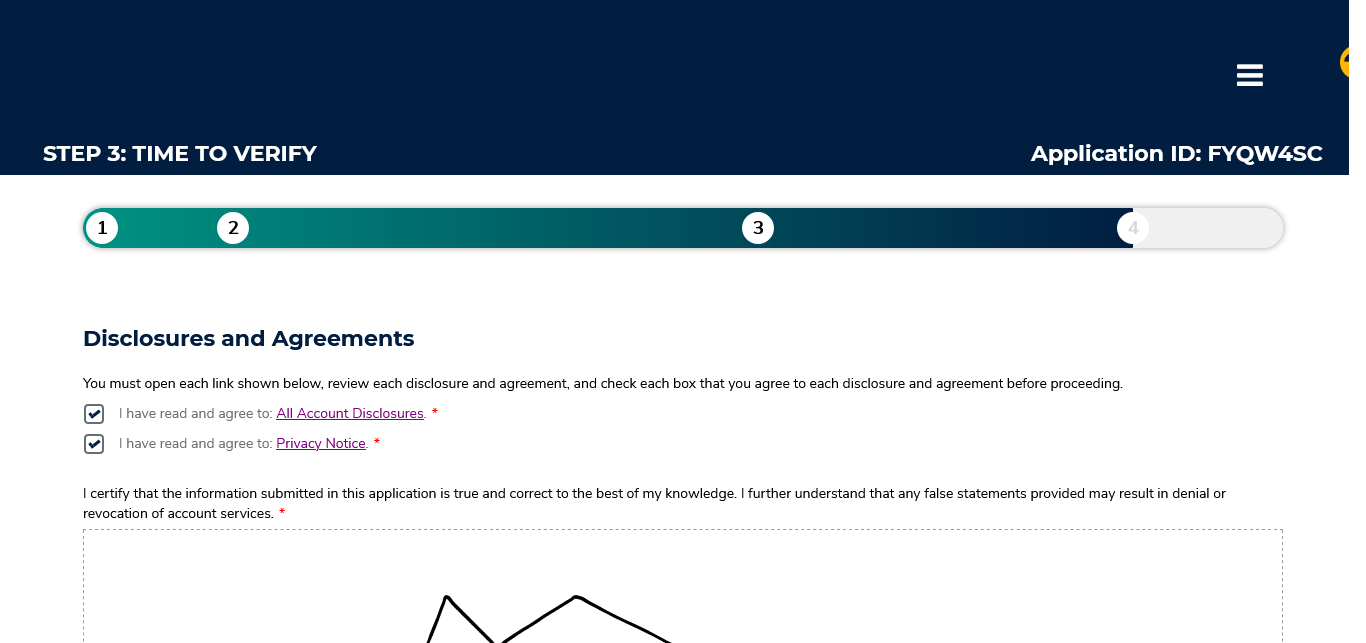 STEP 3: TIME TO VERIFY
Application ID: FYQW4SC
1 2 3 4
Disclosures and Agreements
You must open each link shown below, review each disclosure and agreement, and check each box that you agree to each disclosure and agreement before proceeding.
I have read and agree to: All Account Disclosures. *
I have read and agree to: Privacy Notice. *
I certify that the information submitted in this application is true and correct to the best of my knowledge. I further understand that any false statements provided may result in denial or
revocation of account services. *